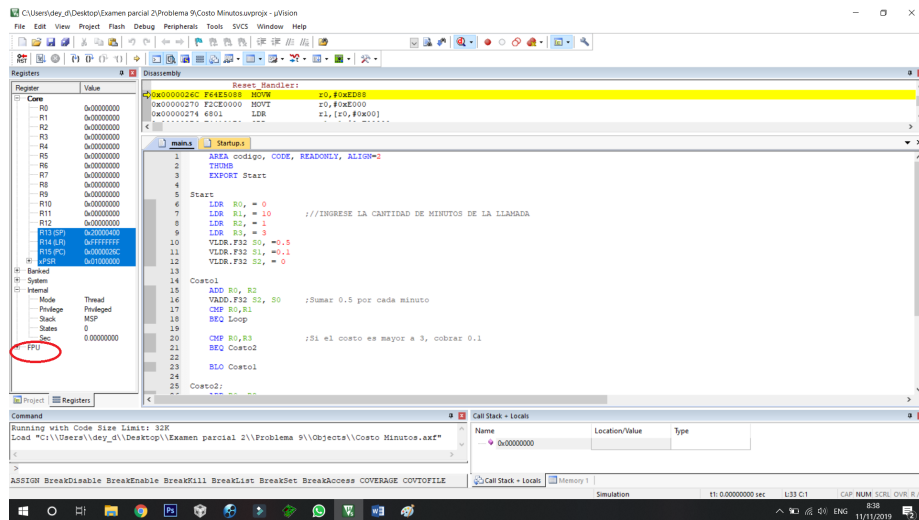 C:\Users\dey_d\Desktop\Examen parcial 2\Problema 9\Costo Minutos.uvprojx - µVision
File Edit View Project Flash Debug Peripherals Tools SVCS Window Help
Registers
Register Value
Core
R0 0x00000000
R1 0x00000000
R2 0x00000000
R3 0x00000000
R4 0x00000000
R5 0x00000000
R6 0x00000000
R7 0x00000000
R8 0x00000000
R9 0x00000000
R10 0x00000000
R11 0x00000000
R12 0x00000000
R13 (SP) 0x20000400
R14 (LR) 0xFFFFFFFF
R15 (PC) 0x0000026C
xPSR 0x01000000
Banked
System
Internal
Mode Thread
Privilege Privileged
Stack MSP
States 0
Sec 0.00000000
FPU
Project Registers
Disassembly
Reset_Handler:
0x0000026C F64E5088 MOVW r0,#0xED88
0x00000270 F2CE0000 MOVT r0,#0xE000
0x00000274 6801 LDR r1,[r0,#0x00]
main.s Startup.s
1 AREA codigo, CODE, READONLY, ALIGN=2
2 THUMB
3 EXPORT Start
4
5 Start
6 LDR R0, = 0
7 LDR R1, = 10 ;//INGRESE LA CANTIDAD DE MINUTOS DE LA LLAMADA
8 LDR R2, = 1
9 LDR R3, = 3
10 VLDR.F32 S0, =0.5
11 VLDR.F32 S1, =0.1
12 VLDR.F32 S2, = 0
13
14 Costo1
15 ADD R0, R2
16 VADD.F32 S2, S0 ;Sumar 0.5 por cada minuto
17 CMP R0,R1
18 BEQ Loop
19
20 CMP R0,R3 ;Si el costo es mayor a 3, cobrar 0.1
21 BEQ Costo2
22
23 BLO Costo1
24
25 Costo2;
Command
Running with Code Size Limit: 32K
Load "C:\\Users\\dey_d\\Desktop\\Examen parcial 2\\Problema 9\\Objects\\Costo Minutos.axf"
>
ASSIGN BreakDisable BreakEnable BreakKill BreakList BreakSet BreakAccess COVERAGE COVTOFILE
Call Stack + Locals
Name Location/Value Type
0x00000000
Call Stack + Locals Memory 1
Simulation t1: 0.00000000 sec L:33 C:1 CAP NUM SCRL OVR R
ENG 8:38
11/11/2019